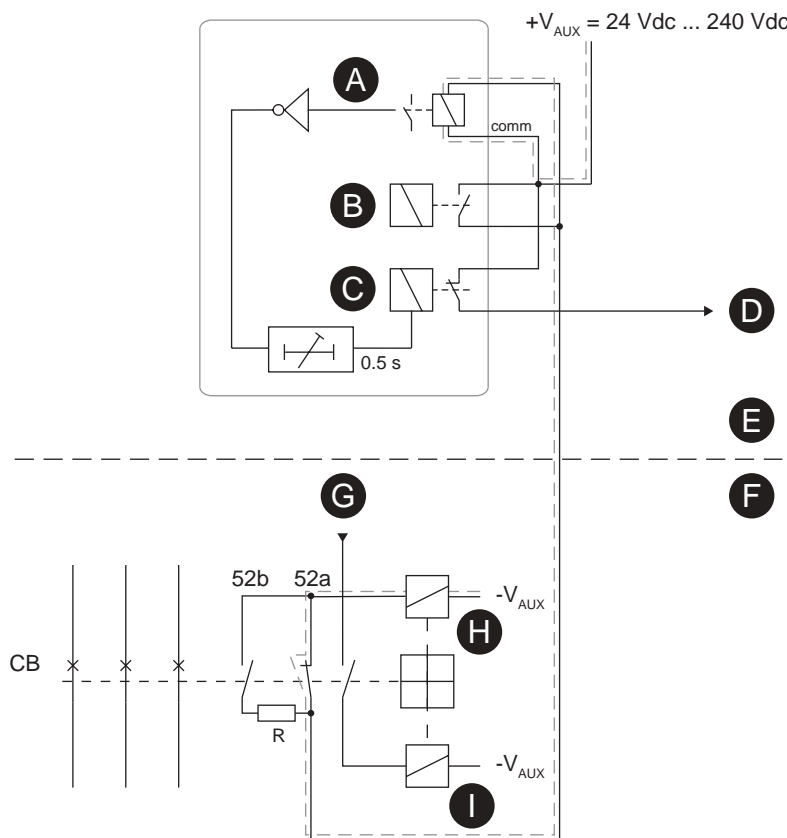 +V_AUX = 24 Vdc ... 240 Vdc
A
comm
B
C
D
0.5 s
E
F
G
52b 52a
-V_AUX
H
CB
R
-V_AUX
I